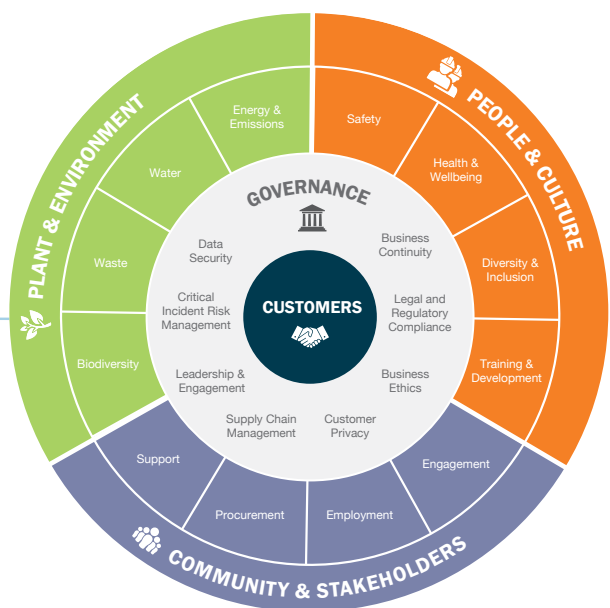 PLANT & ENVIRONMENT
Energy &
Emissions
Water
Waste
Biodiversity
PEOPLE & CULTURE
Safety
Health &
Wellbeing
Diversity &
Inclusion
Training &
Development
COMMUNITY & STAKEHOLDERS
Support
Procurement
Employment
Engagement
GOVERNANCE
Data
Security
Critical
Incident Risk
Management
Leadership &
Engagement
Supply Chain
Management
Customer
Privacy
Business
Ethics
Legal and
Regulatory
Compliance
Business
Continuity
CUSTOMERS